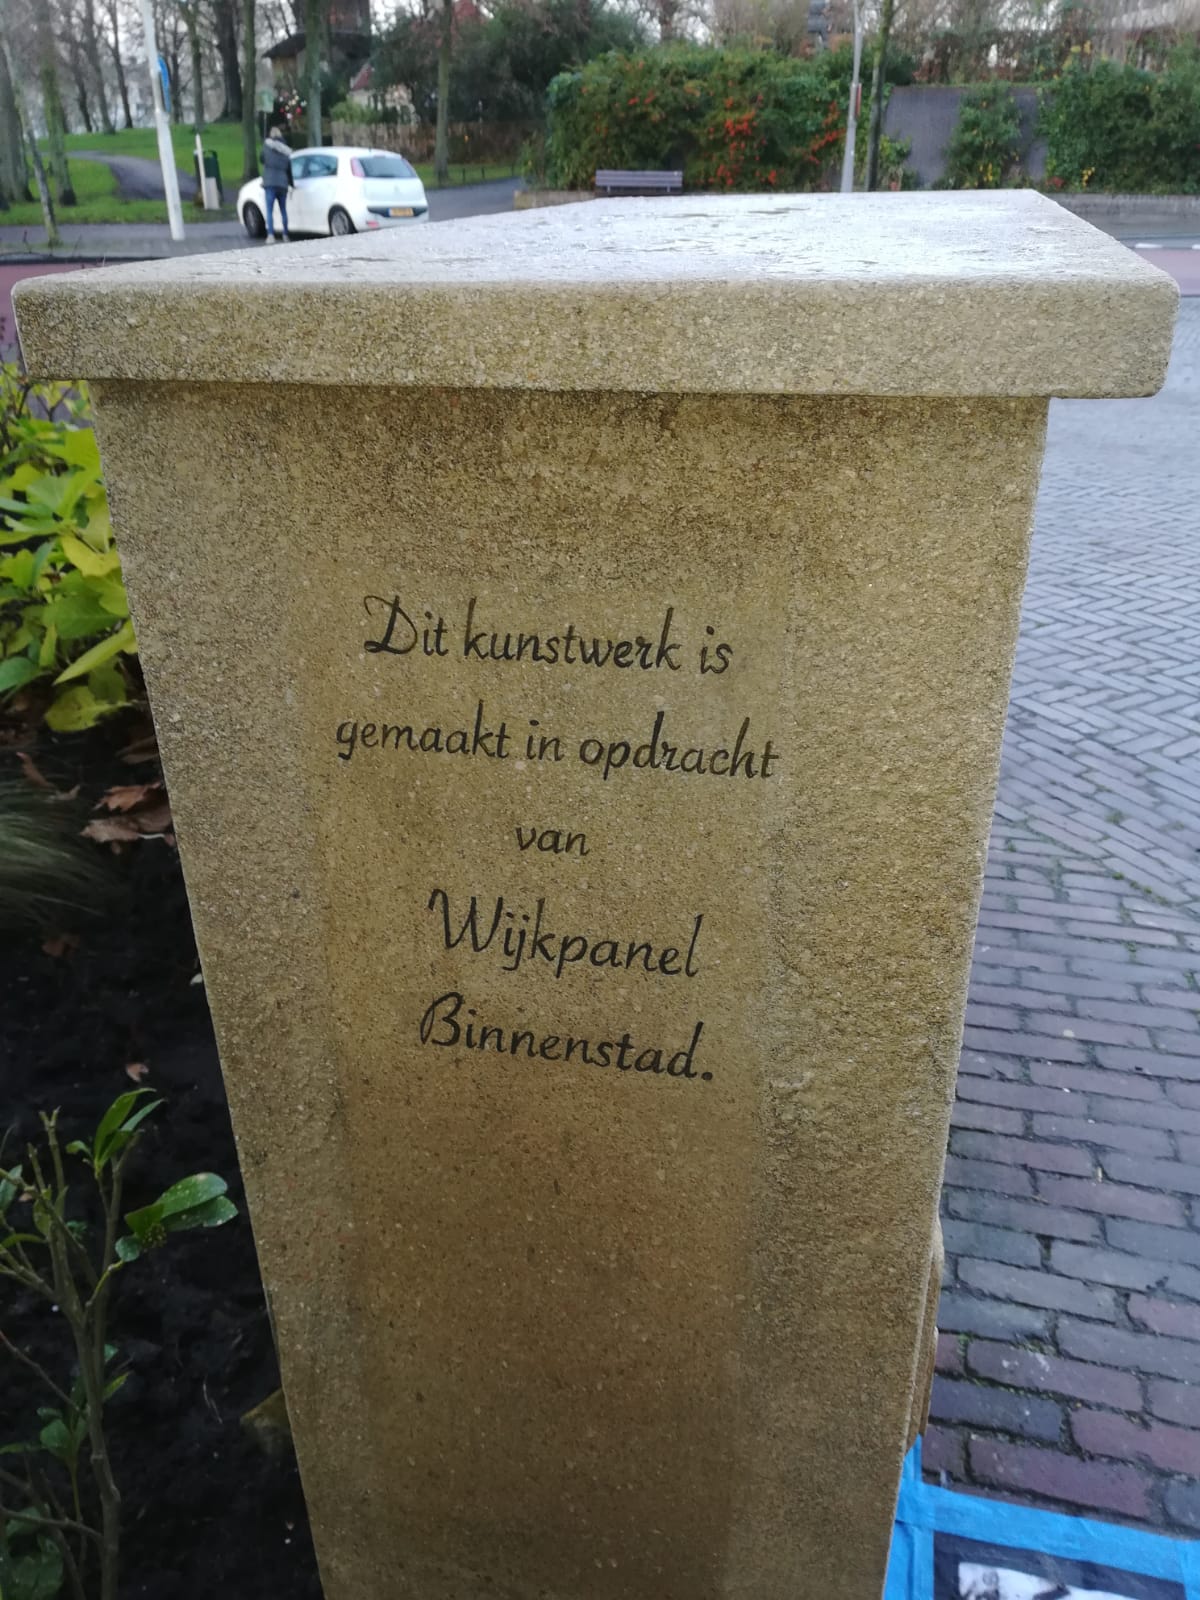 Dit kunstwerk is
gemaakt in opdracht
van
Wijkpanel
Binnenstad.